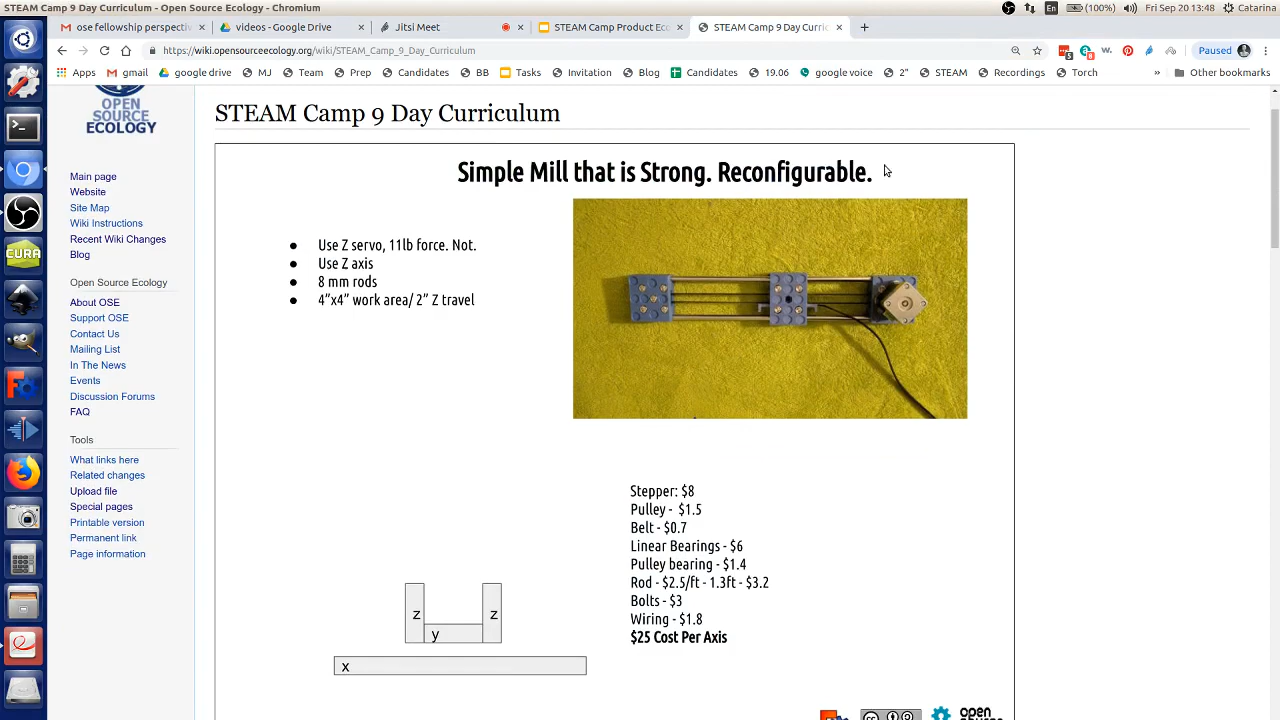 STEAM Camp 9 Day Curriculum - Open Source Ecology - Chromium
En (100%) Fri Sep 20 13:48 Catarina
ose fellowship perspectiv × videos - Google Drive × Jitsi Meet × STEAM Camp Product Eco × STEAM Camp 9 Day Curric ×
https://wiki.opensourceecology.org/wiki/STEAM_Camp_9_Day_Curriculum
5 W. Paused
Apps gmail google drive MJ Team Prep Candidates BB Tasks Invitation Blog Candidates 19.06 google voice 2" STEAM Recordings Torch » Other bookmarks
OPEN
SOURCE
ECOLOGY
Main page
Website
Site Map
Wiki Instructions
Recent Wiki Changes
Blog
Open Source Ecology
About OSE
Support OSE
Contact Us
Mailing List
In The News
Events
Discussion Forums
FAQ
Tools
What links here
Related changes
Upload file
Special pages
Printable version
Permanent link
Page information
CURA
STEAM Camp 9 Day Curriculum
Simple Mill that is Strong. Reconfigurable.
● Use Z servo, 11lb force. Not.
● Use Z axis
● 8 mm rods
● 4”x4” work area/ 2” Z travel
Stepper: $8
Pulley - $1.5
Belt - $0.7
Linear Bearings - $6
Pulley bearing - $1.4
Rod - $2.5/ft - 1.3ft - $3.2
Bolts - $3
Wiring - $1.8
$25 Cost Per Axis
z z
y
x
open